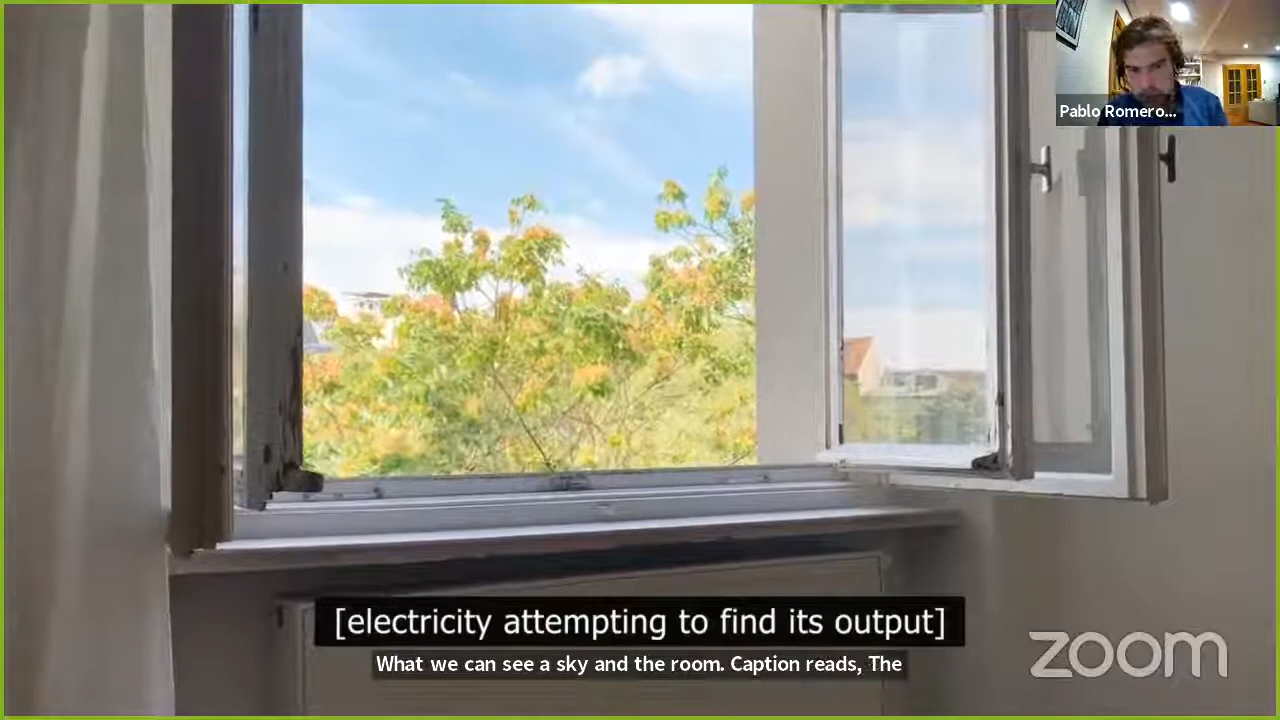 Pablo Romero...
[electricity attempting to find its output]
What we can see a sky and the room. Caption reads, The
zoom